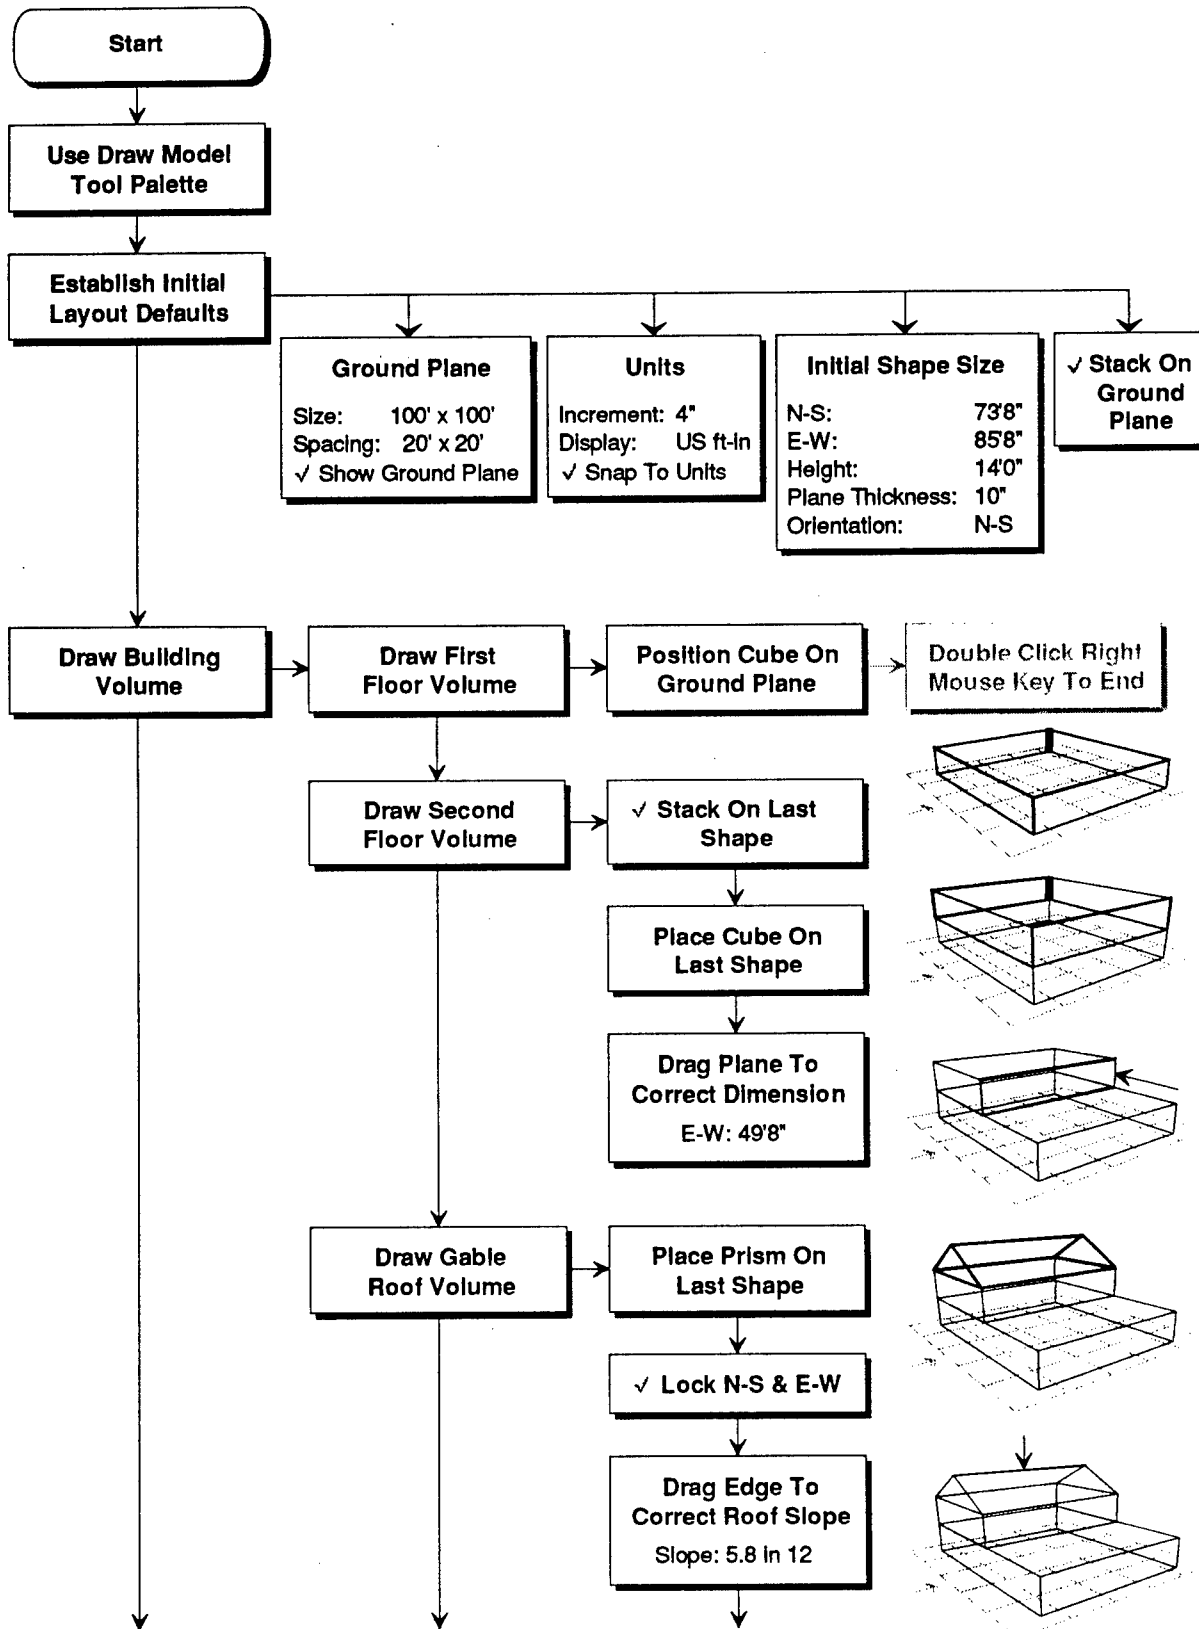 Start
Use Draw Model
Tool Palette
Establish Initial
Layout Defaults
Ground Plane
Size: 100' x 100'
Spacing: 20' x 20'
√ Show Ground Plane
Units
Increment: 4"
Display: US ft-in
√ Snap To Units
Initial Shape Size
N-S: 73'8"
E-W: 85'8"
Height: 14'0"
Plane Thickness: 10"
Orientation: N-S
√ Stack On
Ground
Plane
Draw Building
Volume
Draw First
Floor Volume
Position Cube On
Ground Plane
Double Click Right
Mouse Key To End
Draw Second
Floor Volume
√ Stack On Last
Shape
Place Cube On
Last Shape
Drag Plane To
Correct Dimension
E-W: 49'8"
Draw Gable
Roof Volume
Place Prism On
Last Shape
√ Lock N-S & E-W
Drag Edge To
Correct Roof Slope
Slope: 5.8 in 12